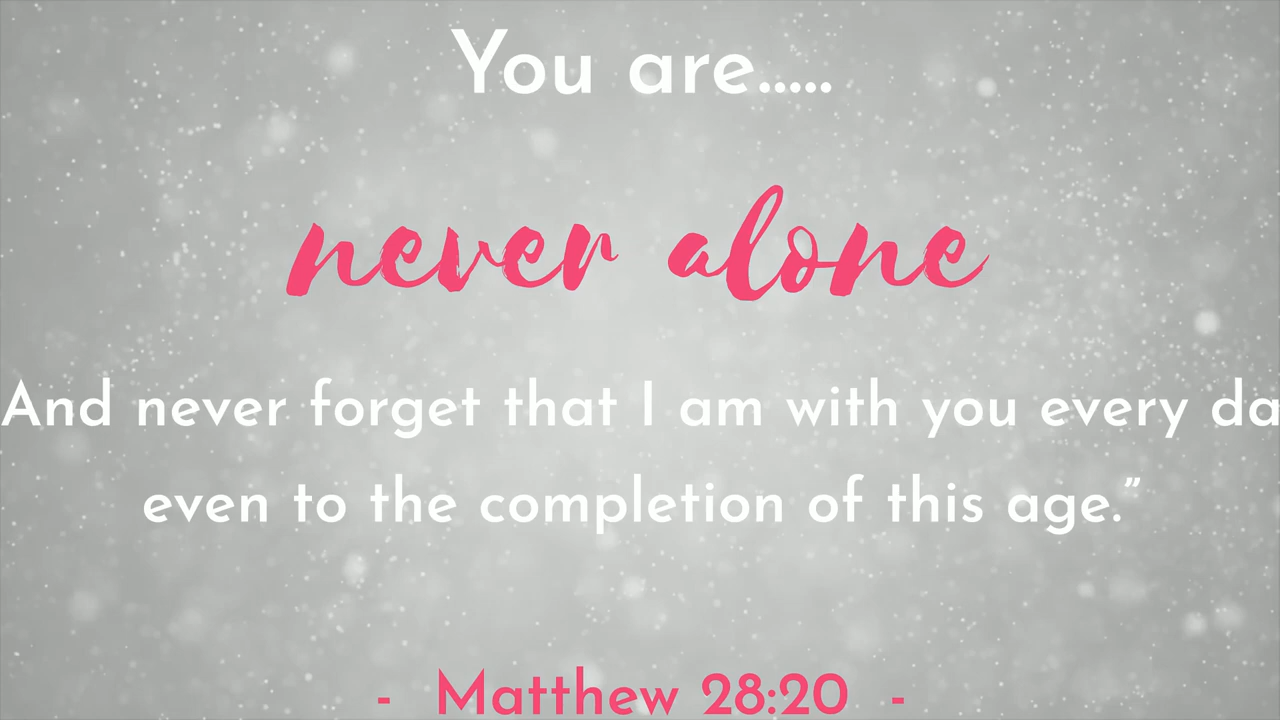 You are.....
never alone
And never forget that I am with you every da
even to the completion of this age.”
- Matthew 28:20 -